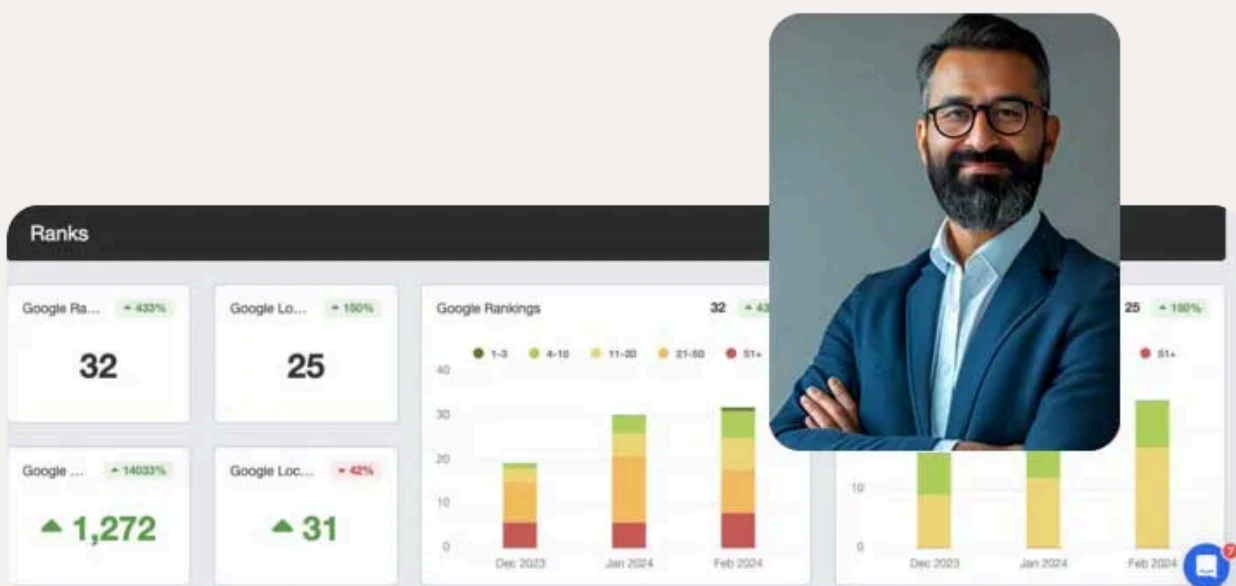 Ranks
Google Ra... 433%
32
Google Lo... 150%
25
Google ... 14033%
1,272
Google Loc... 42%
31
Google Rankings 32 43
1-3 4-10 11-20 21-50 51+
40
30
20
10
0
Dec 2023 Jan 2024 Feb 2024
25 150%
51+
10
0
Dec 2023 Jan 2024 Feb 2024
7